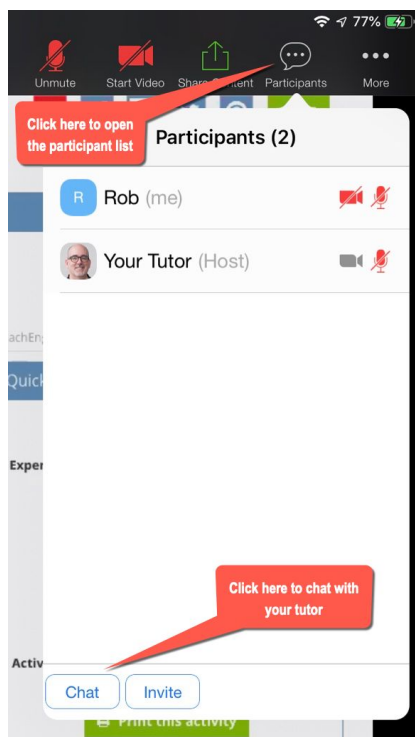 77%
Unmute
Start Video
Share Content
Participants
More
Click here to open
the participant list
Participants (2)
R
Rob (me)
Your Tutor (Host)
achEn
Quick
Exper
Click here to chat with
your tutor
Activ
Chat
Invite
Print this activity